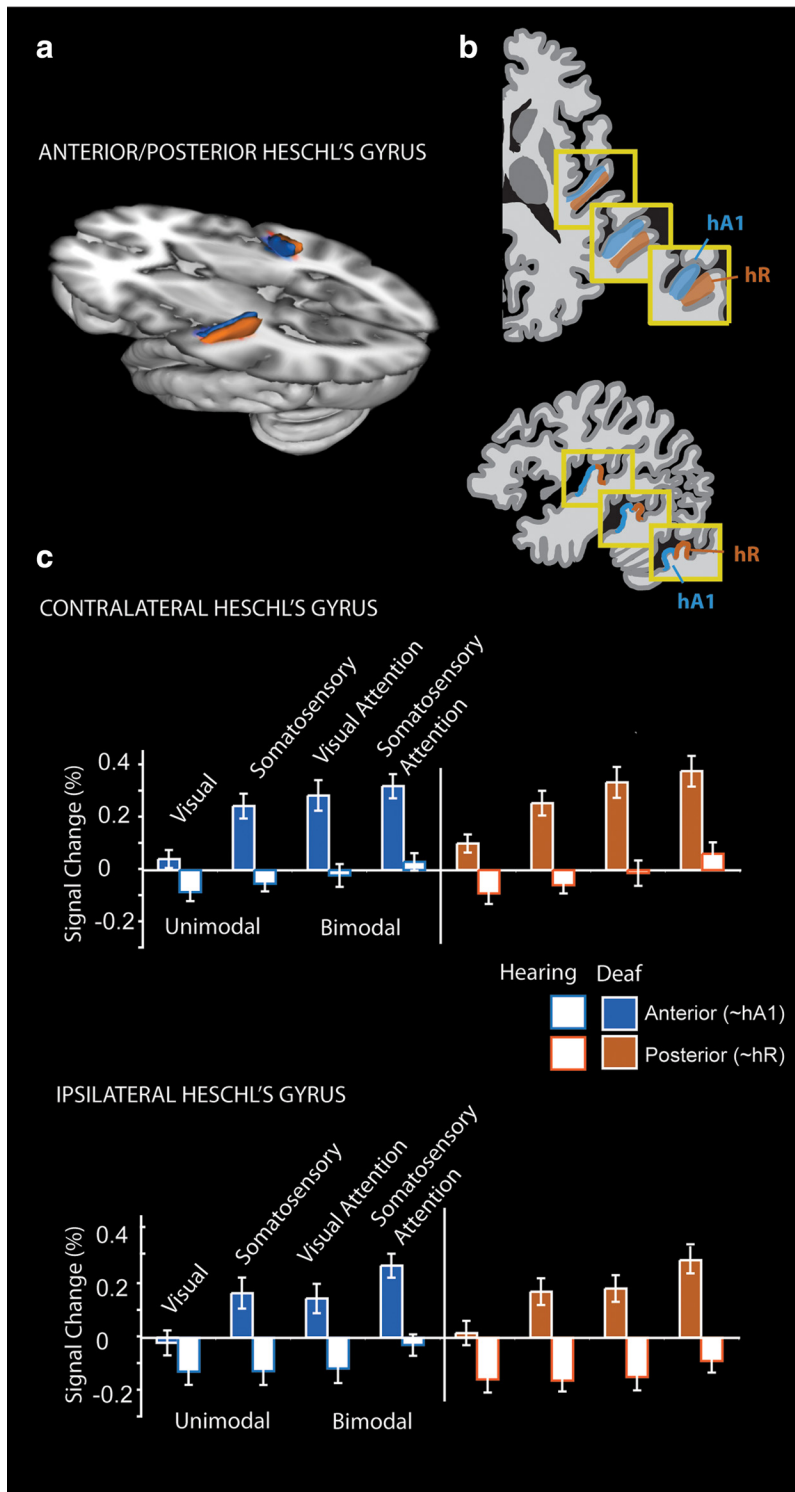 a
b
ANTERIOR/POSTERIOR HESCHL'S GYRUS
hA1
hR
hR
hA1
c
CONTRALATERAL HESCHL'S GYRUS
Visual
Somatosensory
Visual Attention
Somatosensory
Attention
Signal Change (%)
0.4
0.2
0
-0.2
Unimodal
Bimodal
Hearing
Deaf
Anterior (~hA1)
Posterior (~hR)
IPSILATERAL HESCHL'S GYRUS
Visual
Somatosensory
Visual Attention
Somatosensory
Attention
Signal Change (%)
0.4
0.2
0
-0.2
Unimodal
Bimodal